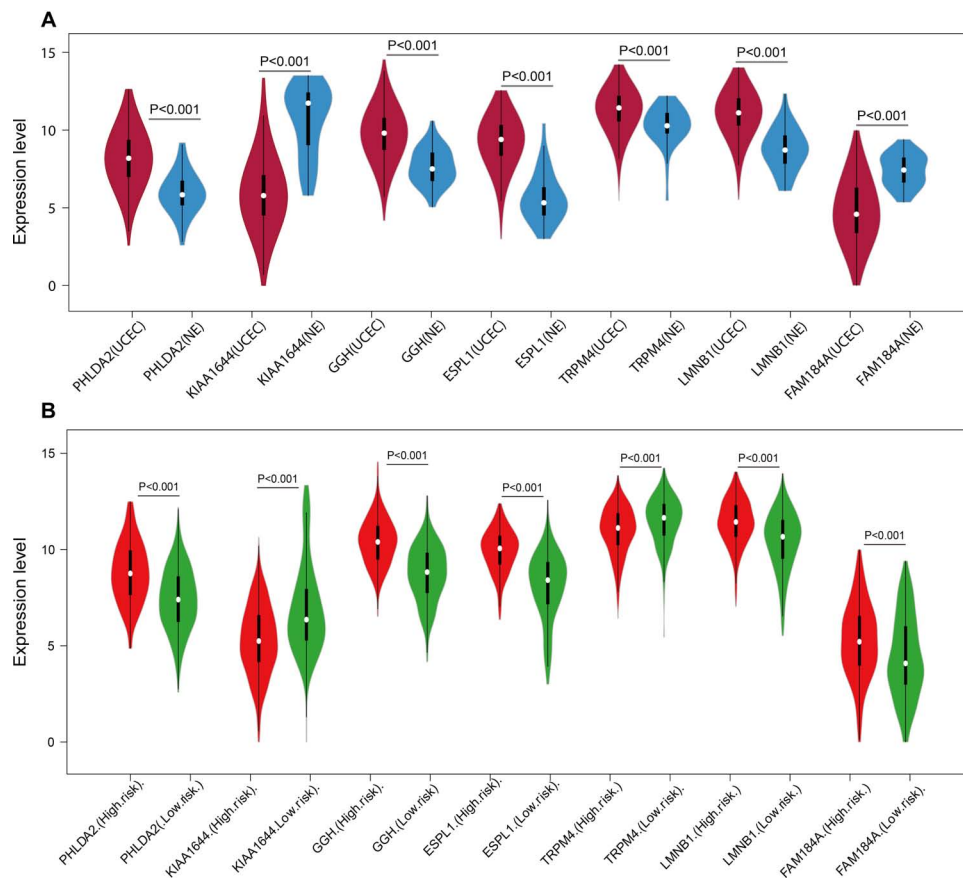 A
Expression level
15
10
5
0
P<0.001
P<0.001
P<0.001
P<0.001
P<0.001
P<0.001
P<0.001
PHLDA2(UCEC)
PHLDA2(NE)
KIAA1644(UCEC)
KIAA1644(NE)
GGH(UCEC)
GGH(NE)
ESPL1(UCEC)
ESPL1(NE)
TRPM4(UCEC)
TRPM4(NE)
LMNB1(UCEC)
LMNB1(NE)
FAM184A(UCEC)
FAM184A(NE)
B
Expression level
15
10
5
0
P<0.001
P<0.001
P<0.001
P<0.001
P<0.001
P<0.001
P<0.001
PHLDA2.(High.risk).
PHLDA2(.Low.risk.)
KIAA1644.(High.risk).
KIAA1644.Low.risk).
GGH.(High.risk).
GGH.(Low.risk)
ESPL1.(High.risk).
ESPL1.(Low.risk).
TRPM4.(High.risk.)
TRPM4.(Low.risk).
LMNB1.(High.risk.)
LMNB1.(Low.risk.)
FAM184A(High.risk.)
FAM184A.(Low.risk).